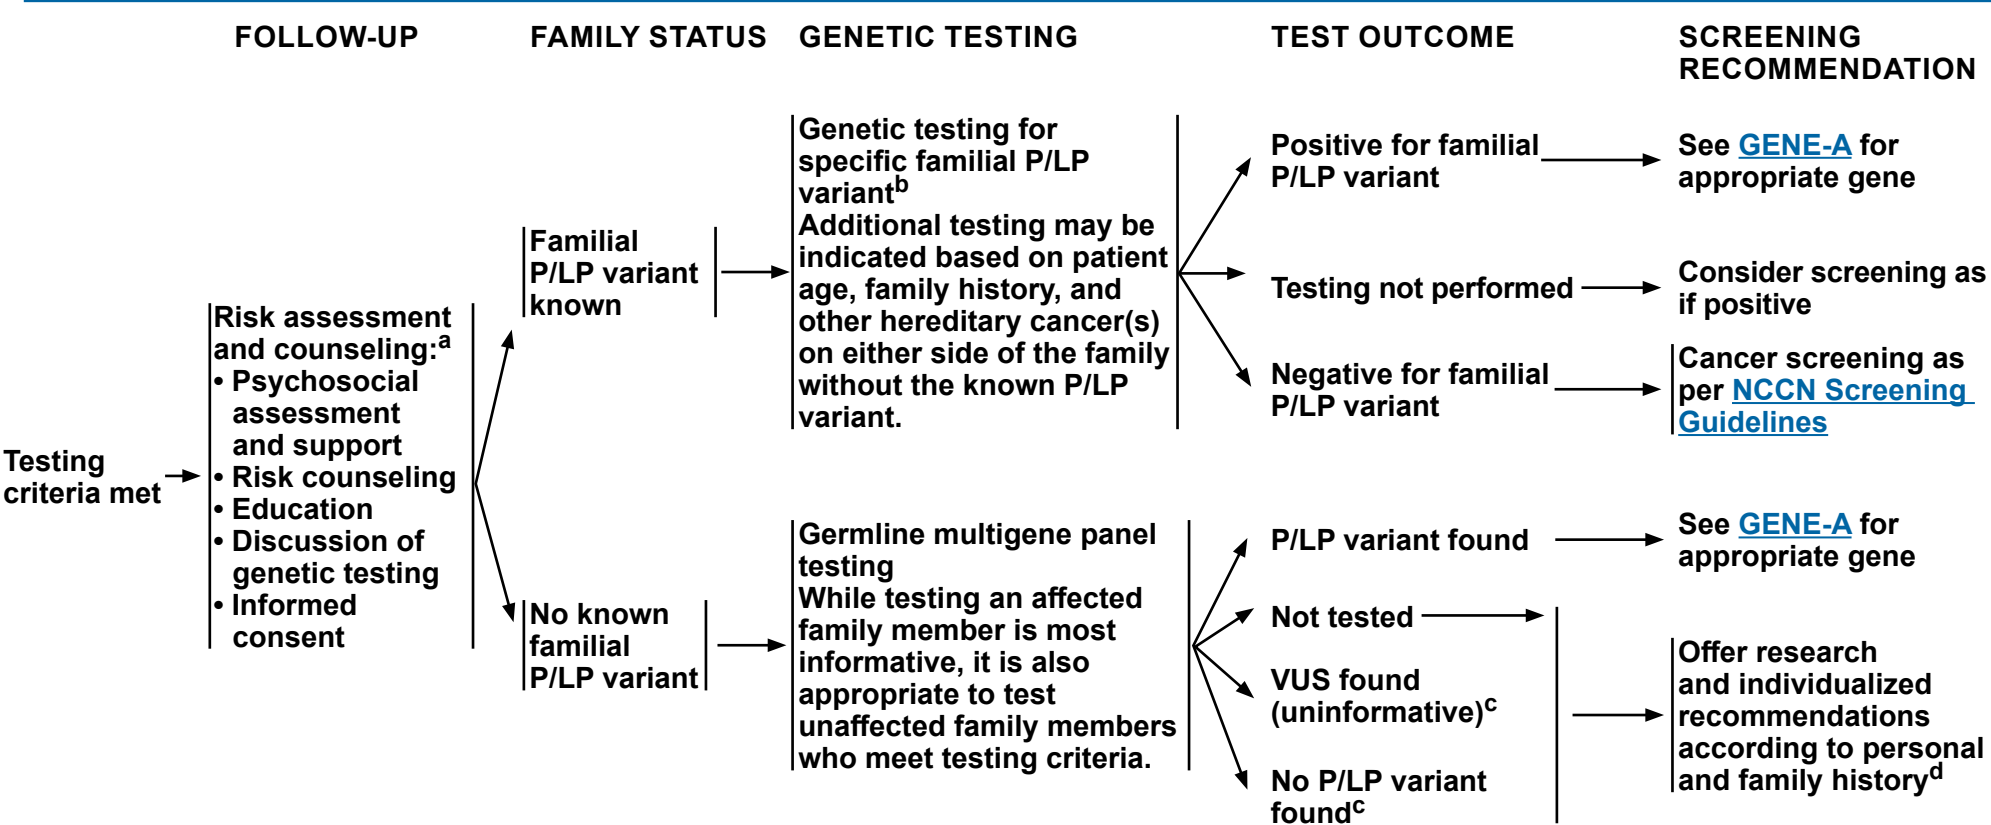 FOLLOW-UP
FAMILY STATUS
GENETIC TESTING
TEST OUTCOME
SCREENING
RECOMMENDATION
Testing
criteria met
Risk assessment
and counseling:a
• Psychosocial
assessment
and support
• Risk counseling
• Education
• Discussion of
genetic testing
• Informed
consent
Familial
P/LP variant
known
Genetic testing for
specific familial P/LP
variantb
Additional testing may be
indicated based on patient
age, family history, and
other hereditary cancer(s)
on either side of the family
without the known P/LP
variant.
Positive for familial
P/LP variant
See GENE-A for
appropriate gene
Testing not performed
Consider screening as
if positive
Negative for familial
P/LP variant
Cancer screening as
per NCCN Screening
Guidelines
No known
familial
P/LP variant
Germline multigene panel
testing
While testing an affected
family member is most
informative, it is also
appropriate to test
unaffected family members
who meet testing criteria.
P/LP variant found
See GENE-A for
appropriate gene
Not tested
VUS found
(uninformative)c
No P/LP variant
foundc
Offer research
and individualized
recommendations
according to personal
and family historyd